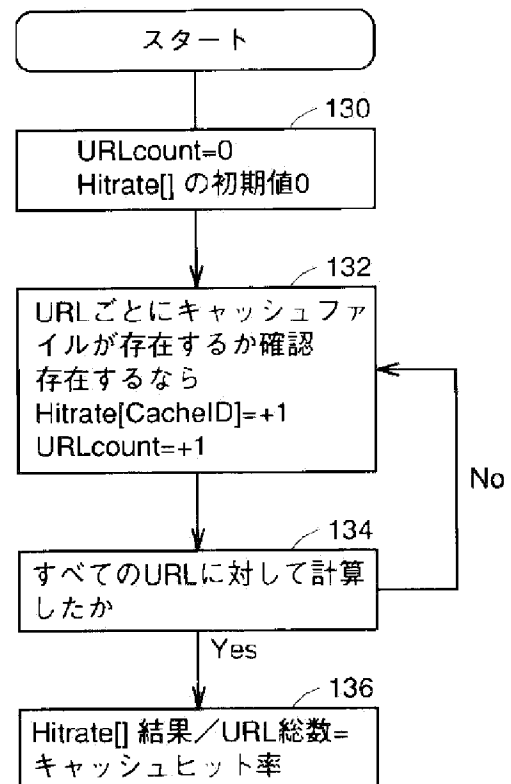 スタート
130
URLcount=0
Hitrate[] の初期値0
132
URLごとにキャッシュファ
イルが存在するか確認
存在するなら
Hitrate[CacheID]=+1
URLcount=+1
No
134
すべてのURLに対して計算
したか
Yes
136
Hitrate[] 結果／URL総数=
キャッシュヒット率